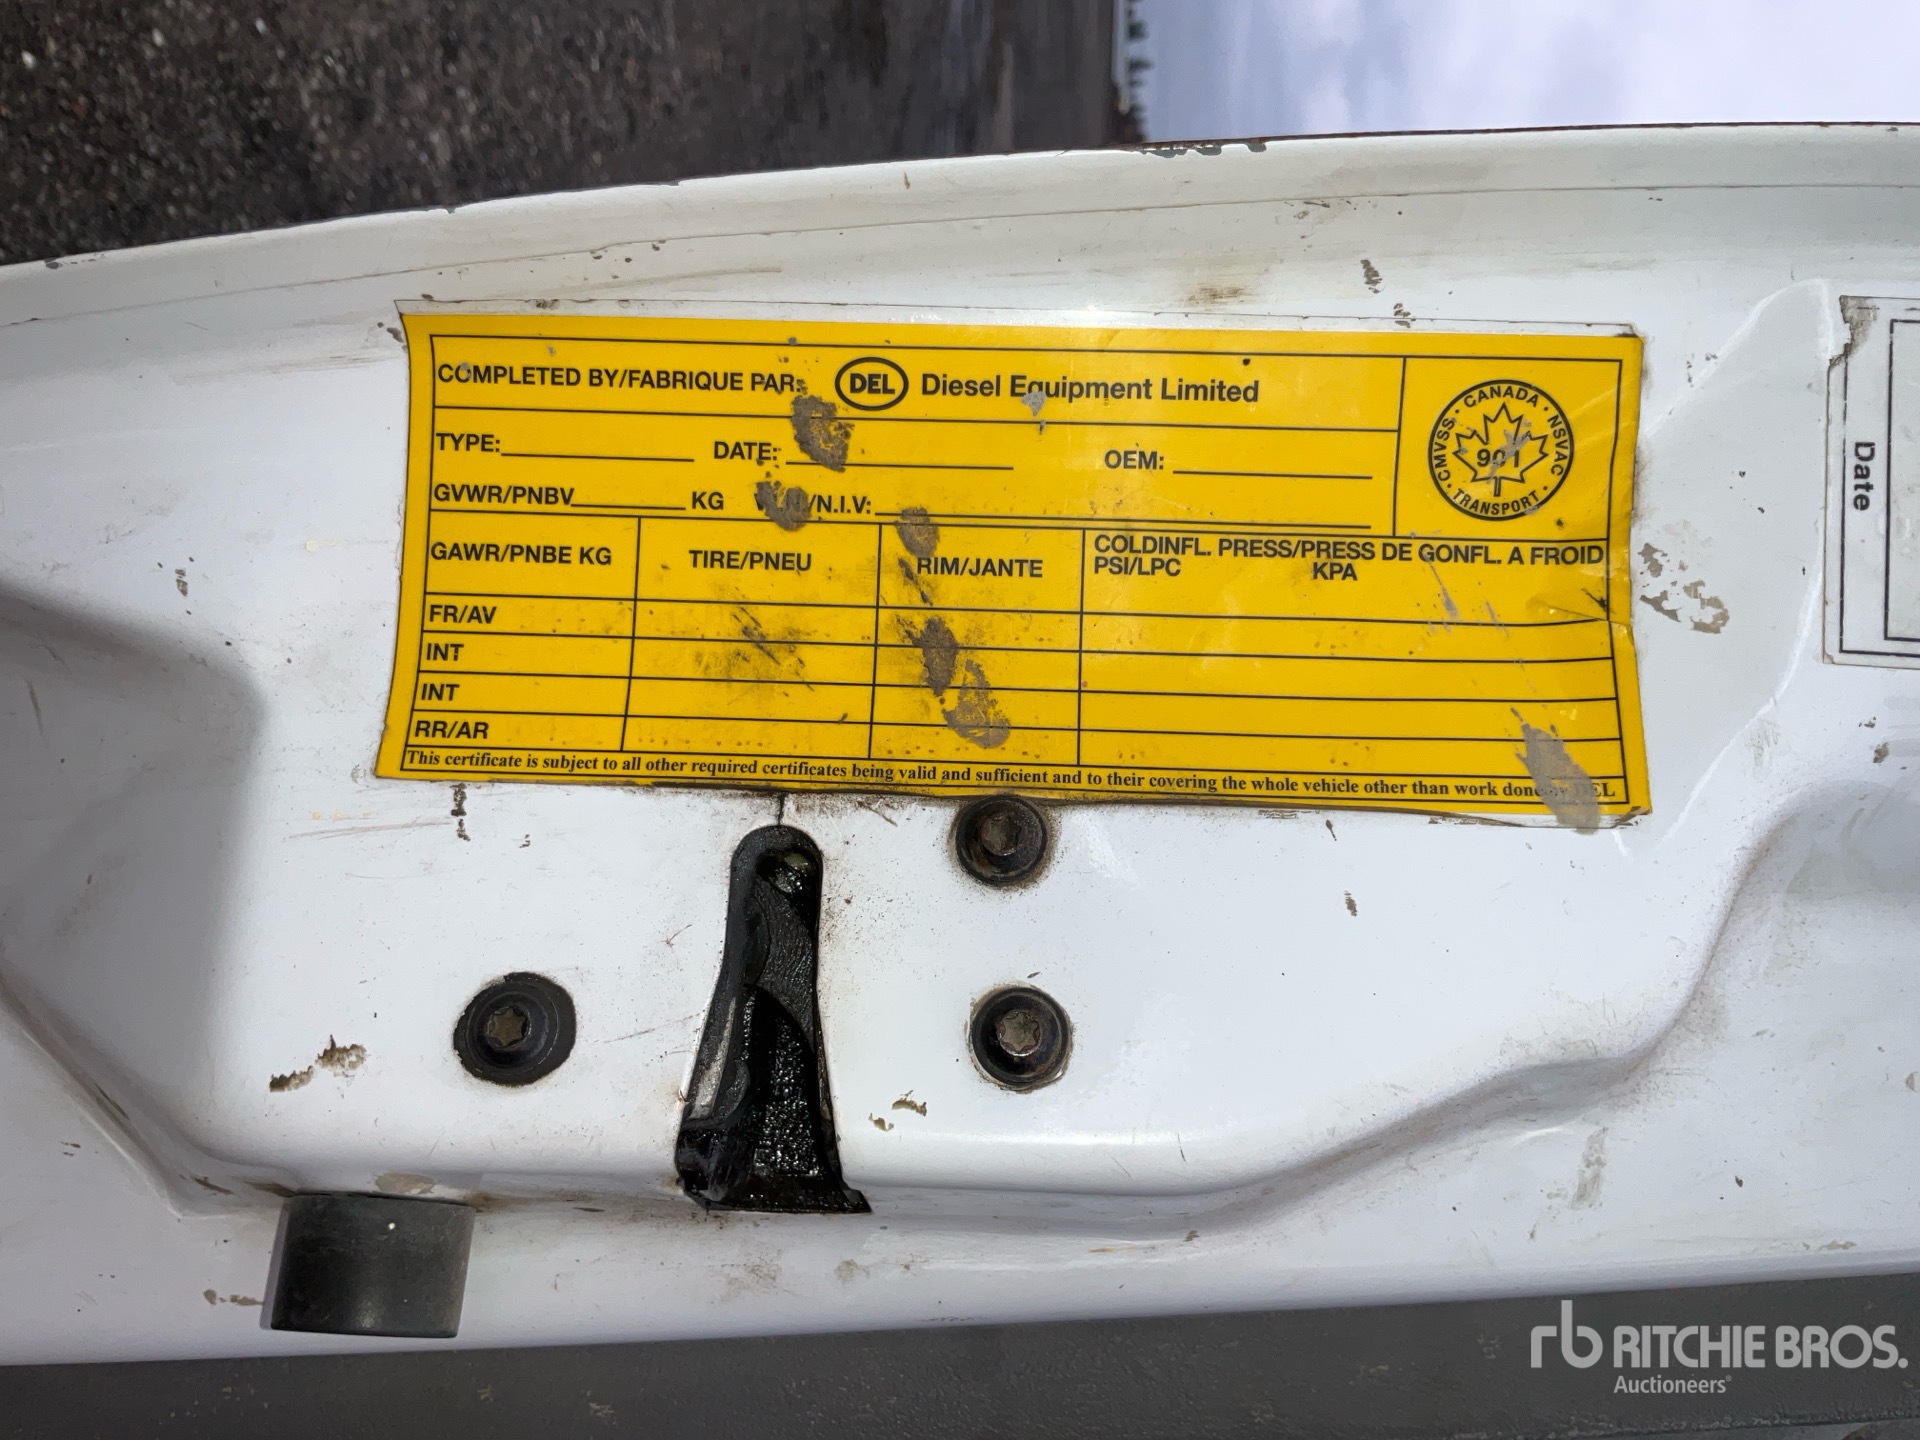 COMPLETED BY/FABRIQUE PAR: DEL Diesel Equipment Limited
TYPE: DATE: OEM:
GVWR/PNBV KG /N.I.V:
CANADA · NSVAC · TRANSPORT · CMVSS ·
901
GAWR/PNBE KG TIRE/PNEU RIM/JANTE COLDINFL. PRESS/PRESS DE GONFL. A FROID
PSI/LPC KPA
FR/AV
INT
INT
RR/AR
This certificate is subject to all other required certificates being valid and sufficient and to their covering the whole vehicle other than work done DEL
Date
rb RITCHIE BROS.
Auctioneers